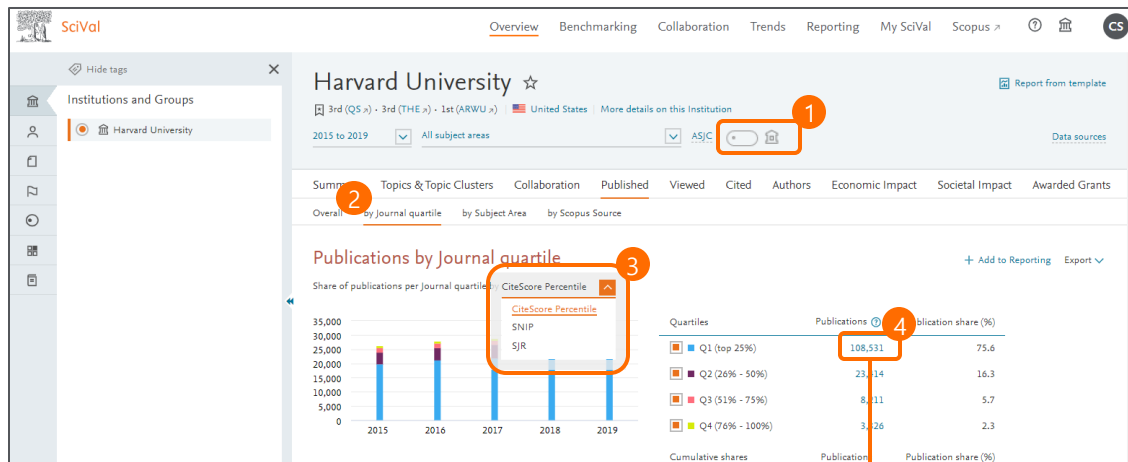 SciVal
Overview Benchmarking Collaboration Trends Reporting My SciVal Scopus ↗ ? CS
Hide tags ×
Institutions and Groups
Harvard University
Harvard University ☆
Report from template
3rd (QS ↗) · 3rd (THE ↗) · 1st (ARWU ↗) United States More details on this Institution
1
2015 to 2019 All subject areas ASJC Data sources
Topics & Topic Clusters Collaboration Published Viewed Cited Authors Economic Impact Societal Impact Awarded Grants
2
by Journal quartile by Subject Area by Scopus Source
Publications by Journal quartile
+ Add to Reporting Export
3
Share of publications per Journal quartile by CiteScore Percentile
CiteScore Percentile
SNIP
SJR
Quartiles Publications ? 4 Publication share (%)
Q1 (top 25%) 108,531 75.6
Q2 (26% - 50%) 16.3
Q3 (51% - 75%) 5.7
Q4 (76% - 100%) 2.3
Cumulative shares Publication share (%)
35,000
30,000
25,000
20,000
15,000
10,000
5,000
0
2015 2016 2017 2018 2019